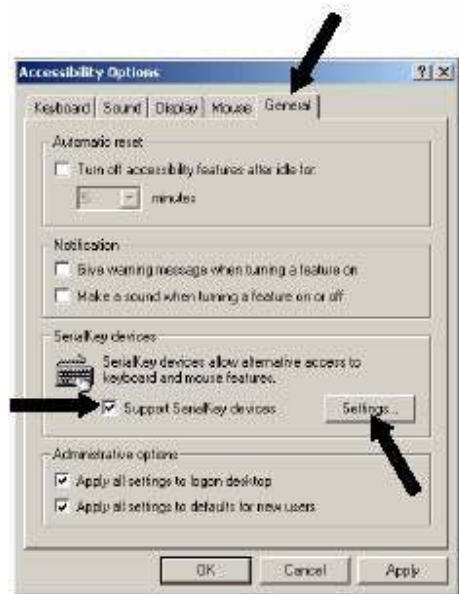 Accessibility Options
Keyboard Sound Display Mouse General
Automatic reset
Turn off accessibility features after idle for:
5 minutes
Notification
Give warning message when turning a feature on
Make a sound when turning a feature on or off
SerialKey devices
SerialKey devices allow alternative access to
keyboard and mouse features.
Support SerialKey devices Settings...
Administrative options
Apply all settings to logon desktop
Apply all settings to defaults for new users
OK Cancel Apply